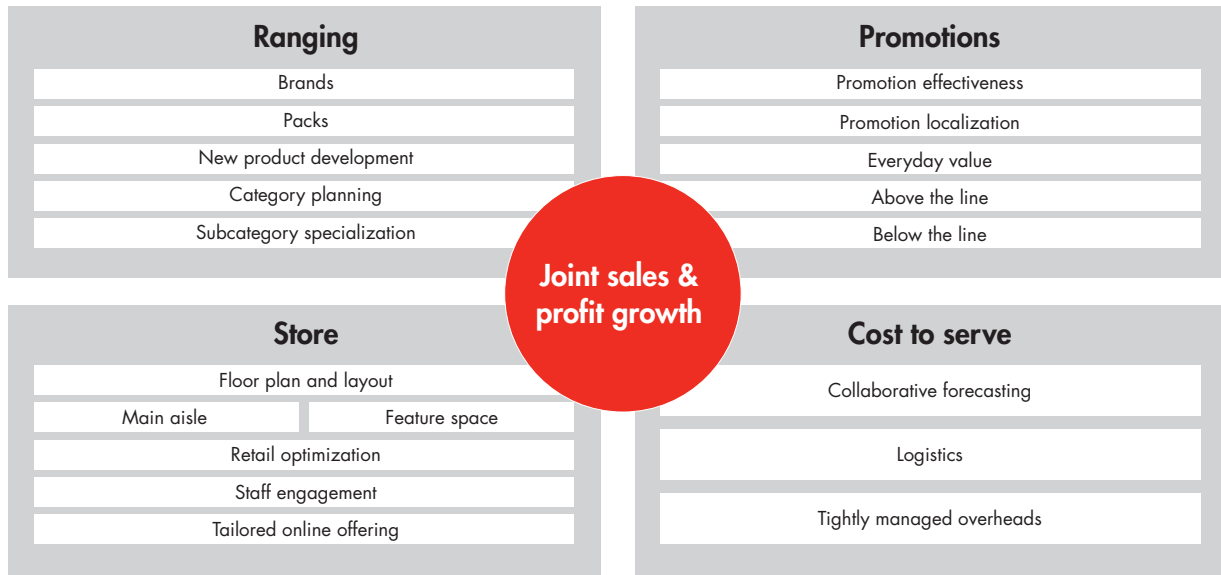 Ranging
Brands
Packs
New product development
Category planning
Subcategory specialization
Promotions
Promotion effectiveness
Promotion localization
Everyday value
Above the line
Below the line
Joint sales &
profit growth
Store
Floor plan and layout
Main aisle
Feature space
Retail optimization
Staff engagement
Tailored online offering
Cost to serve
Collaborative forecasting
Logistics
Tightly managed overheads